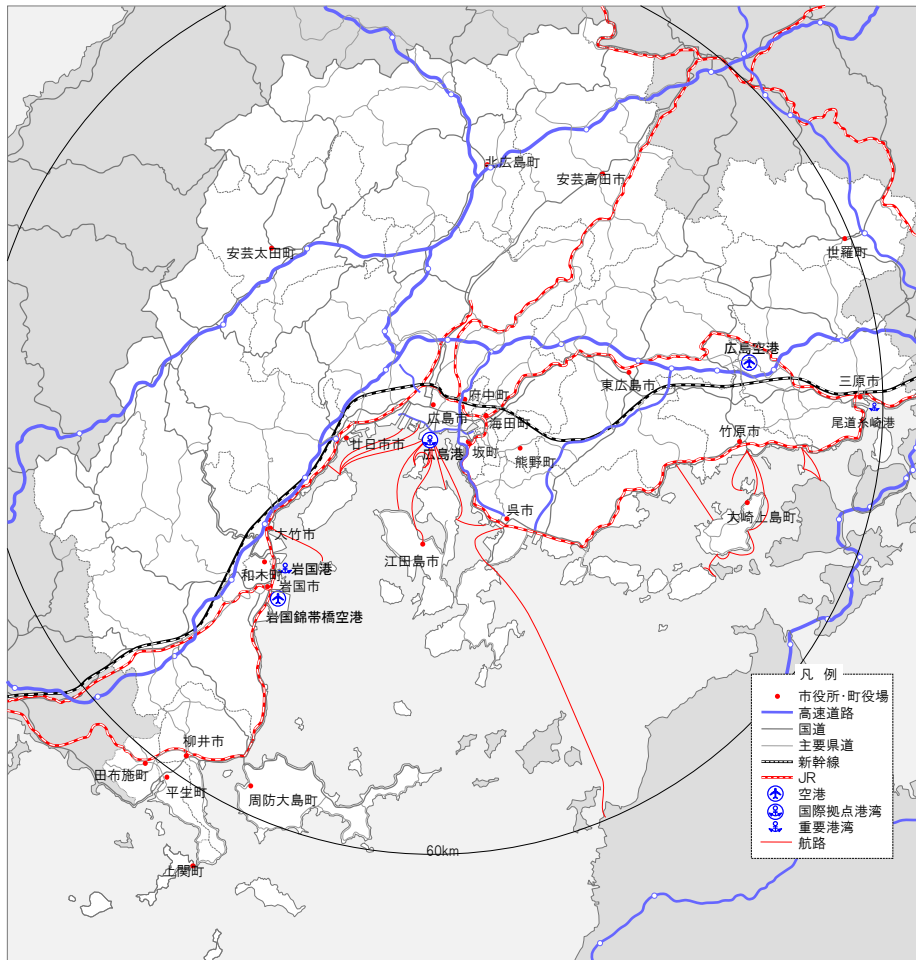 北広島町
安芸高田市
安芸太田町
世羅町
広島空港
東広島市
三原市
府中町
広島市
海田町
尾道糸崎港
廿日市市
広島港
坂町
熊野町
竹原市
呉市
大崎上島町
大竹市
江田島市
和木町
岩国港
岩国市
岩国錦帯橋空港
柳井市
田布施町
平生町
周防大島町
60km
上関町
凡 例
市役所・町役場
高速道路
国道
主要県道
新幹線
JR
空港
国際拠点港湾
重要港湾
航路